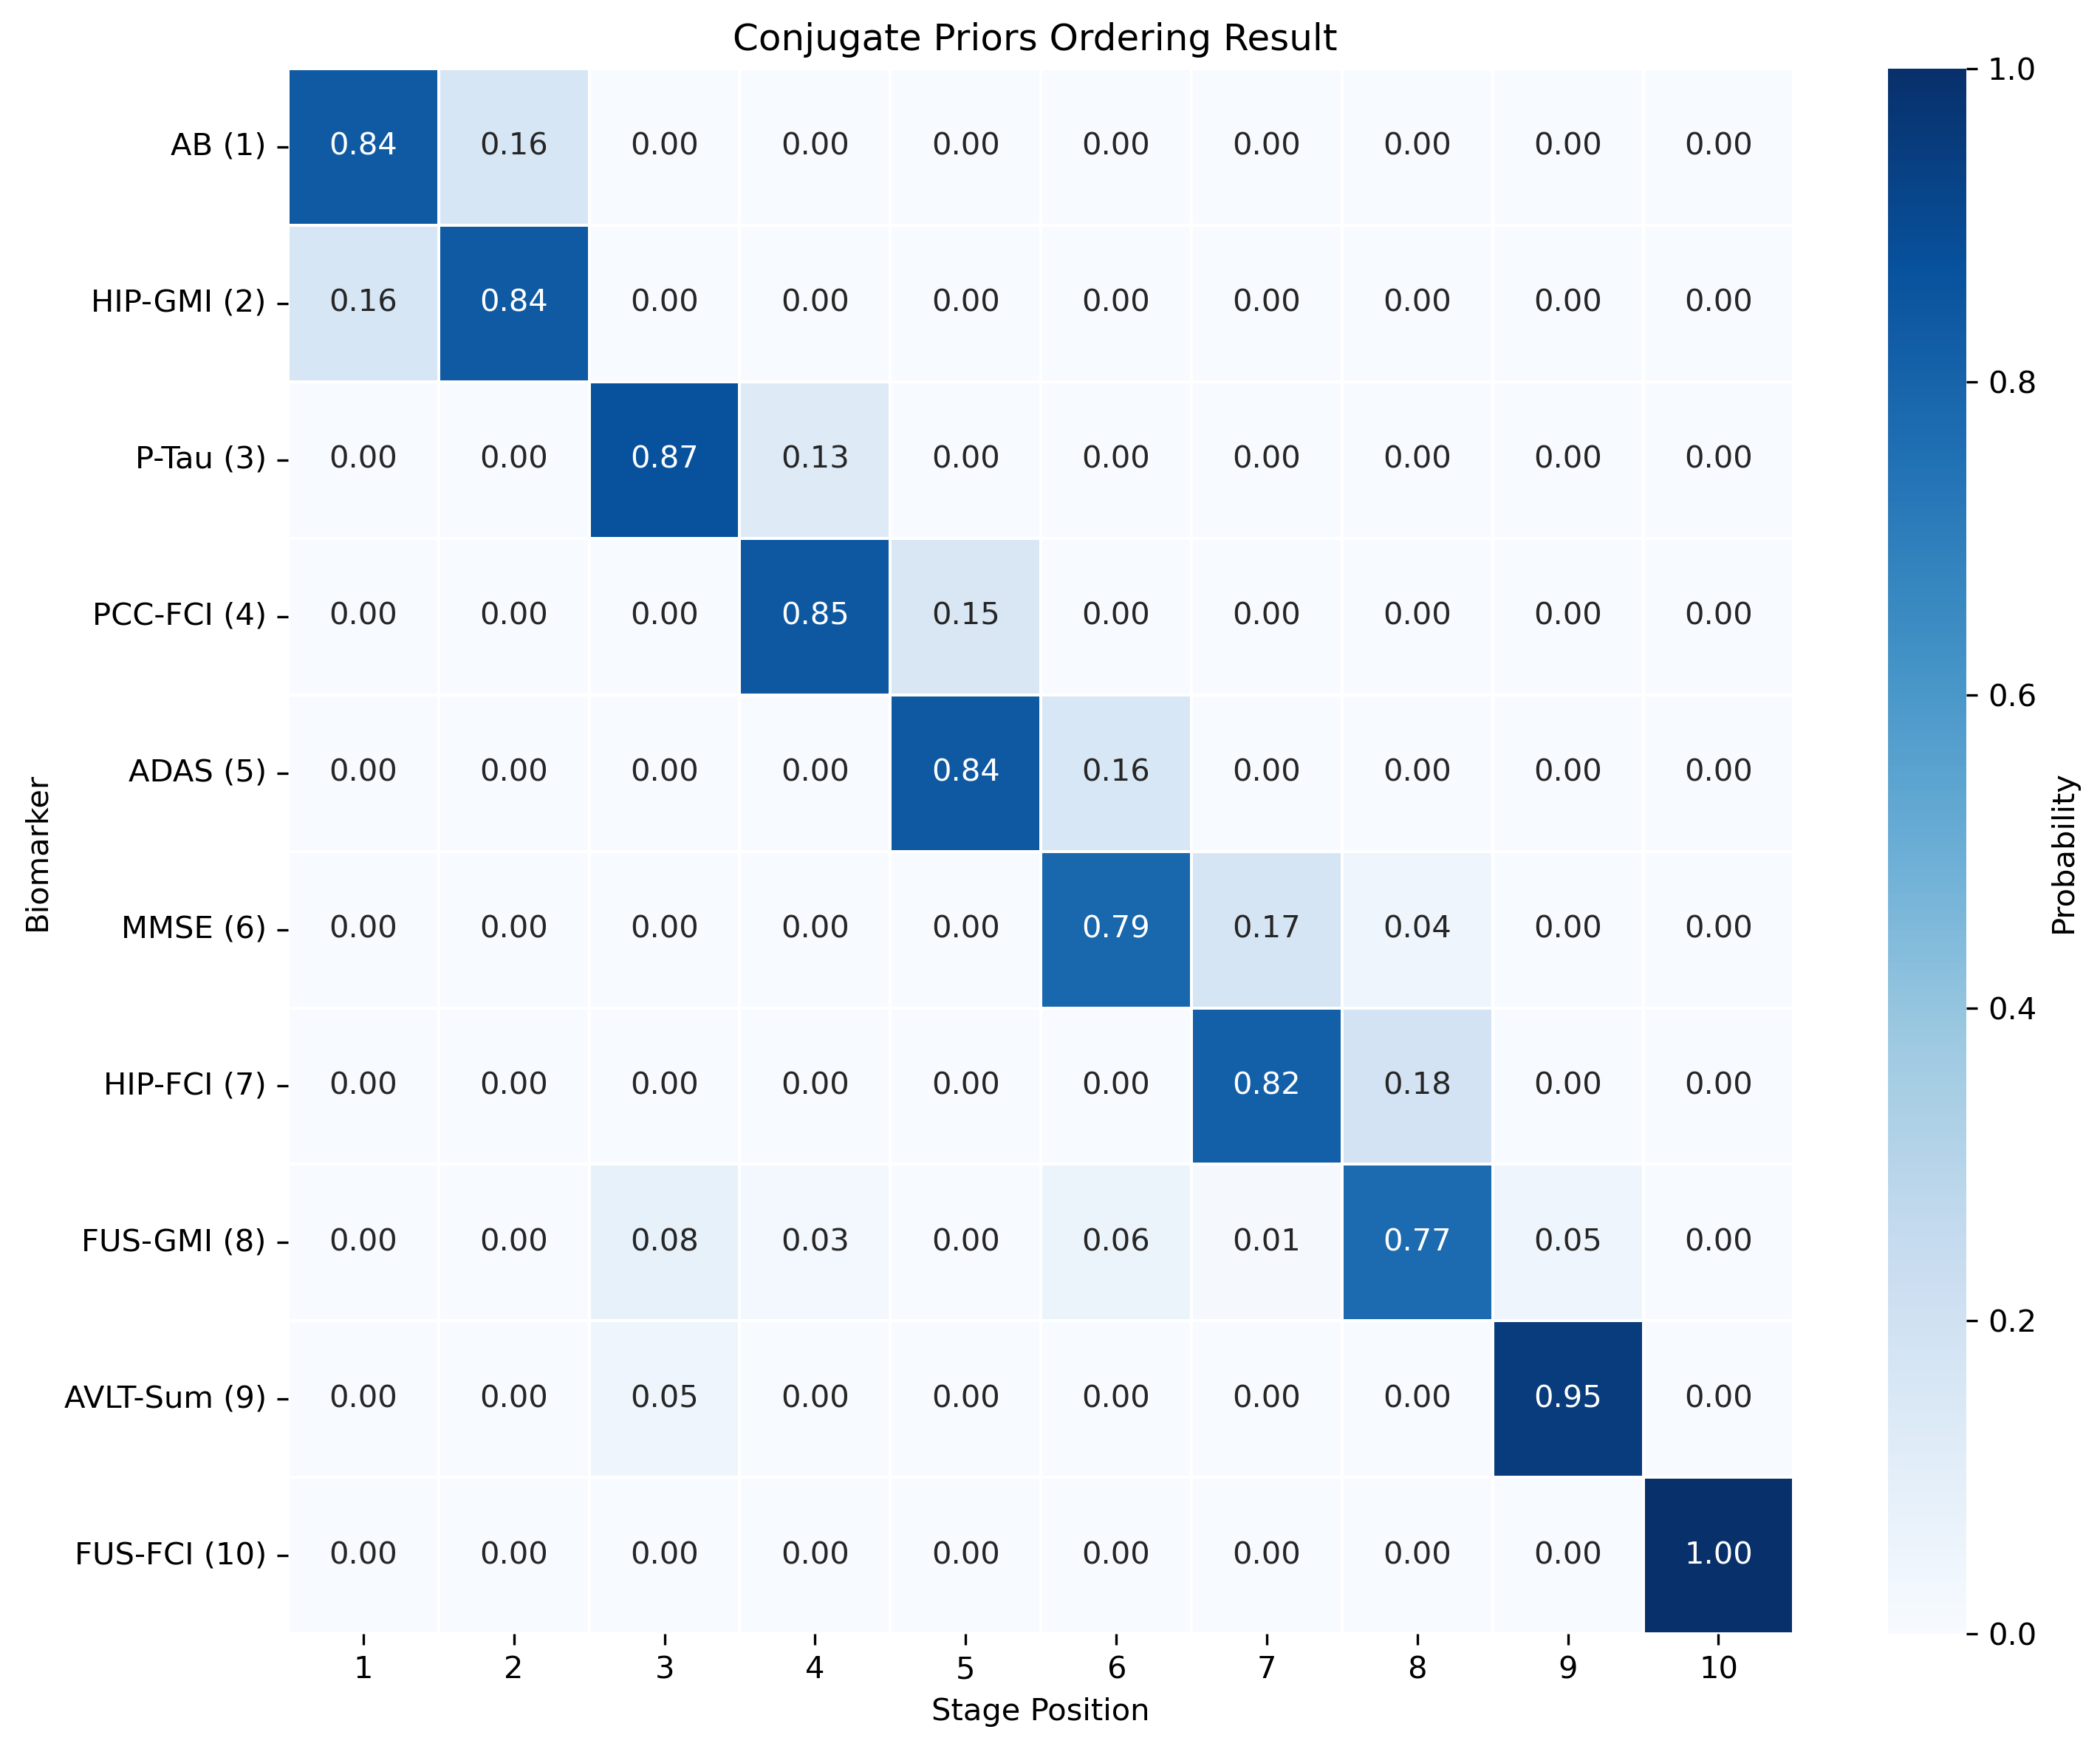 Conjugate Priors Ordering Result
AB (1) 0.84 0.16 0.00 0.00 0.00 0.00 0.00 0.00 0.00 0.00
HIP-GMI (2) 0.16 0.84 0.00 0.00 0.00 0.00 0.00 0.00 0.00 0.00
P-Tau (3) 0.00 0.00 0.87 0.13 0.00 0.00 0.00 0.00 0.00 0.00
PCC-FCI (4) 0.00 0.00 0.00 0.85 0.15 0.00 0.00 0.00 0.00 0.00
ADAS (5) 0.00 0.00 0.00 0.00 0.84 0.16 0.00 0.00 0.00 0.00
MMSE (6) 0.00 0.00 0.00 0.00 0.00 0.79 0.17 0.04 0.00 0.00
HIP-FCI (7) 0.00 0.00 0.00 0.00 0.00 0.00 0.82 0.18 0.00 0.00
FUS-GMI (8) 0.00 0.00 0.08 0.03 0.00 0.06 0.01 0.77 0.05 0.00
AVLT-Sum (9) 0.00 0.00 0.05 0.00 0.00 0.00 0.00 0.00 0.95 0.00
FUS-FCI (10) 0.00 0.00 0.00 0.00 0.00 0.00 0.00 0.00 0.00 1.00
1 2 3 4 5 6 7 8 9 10
Stage Position
Biomarker
1.0
0.8
0.6
0.4
0.2
0.0
Probability